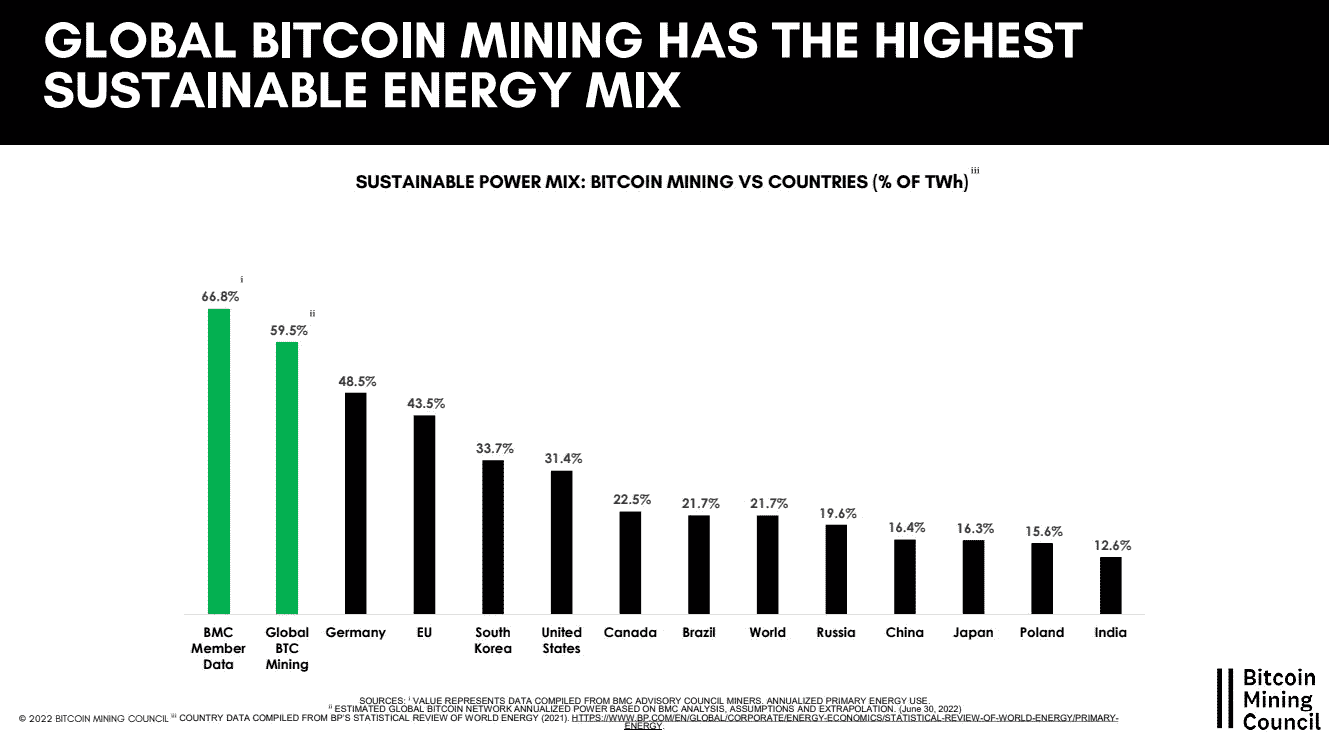 GLOBAL BITCOIN MINING HAS THE HIGHEST
SUSTAINABLE ENERGY MIX
SUSTAINABLE POWER MIX: BITCOIN MINING VS COUNTRIES (% OF TWh) iii
66.8% i
59.5% ii
48.5%
43.5%
33.7%
31.4%
22.5%
21.7%
21.7%
19.6%
16.4%
16.3%
15.6%
12.6%
BMC
Member
Data
Global
BTC
Mining
Germany
EU
South
Korea
United
States
Canada
Brazil
World
Russia
China
Japan
Poland
India
SOURCES: i VALUE REPRESENTS DATA COMPILED FROM BMC ADVISORY COUNCIL MINERS. ANNUALIZED PRIMARY ENERGY USE.
ii ESTIMATED GLOBAL BITCOIN NETWORK ANNUALIZED POWER BASED ON BMC ANALYSIS, ASSUMPTIONS AND EXTRAPOLATION. (June 30, 2022)
© 2022 BITCOIN MINING COUNCIL iii COUNTRY DATA COMPILED FROM BP'S STATISTICAL REVIEW OF WORLD ENERGY (2021). HTTPS://WWW.BP.COM/EN/GLOBAL/CORPORATE/ENERGY-ECONOMICS/STATISTICAL-REVIEW-OF-WORLD-ENERGY/PRIMARY-
ENERGY.
Bitcoin
Mining
Council